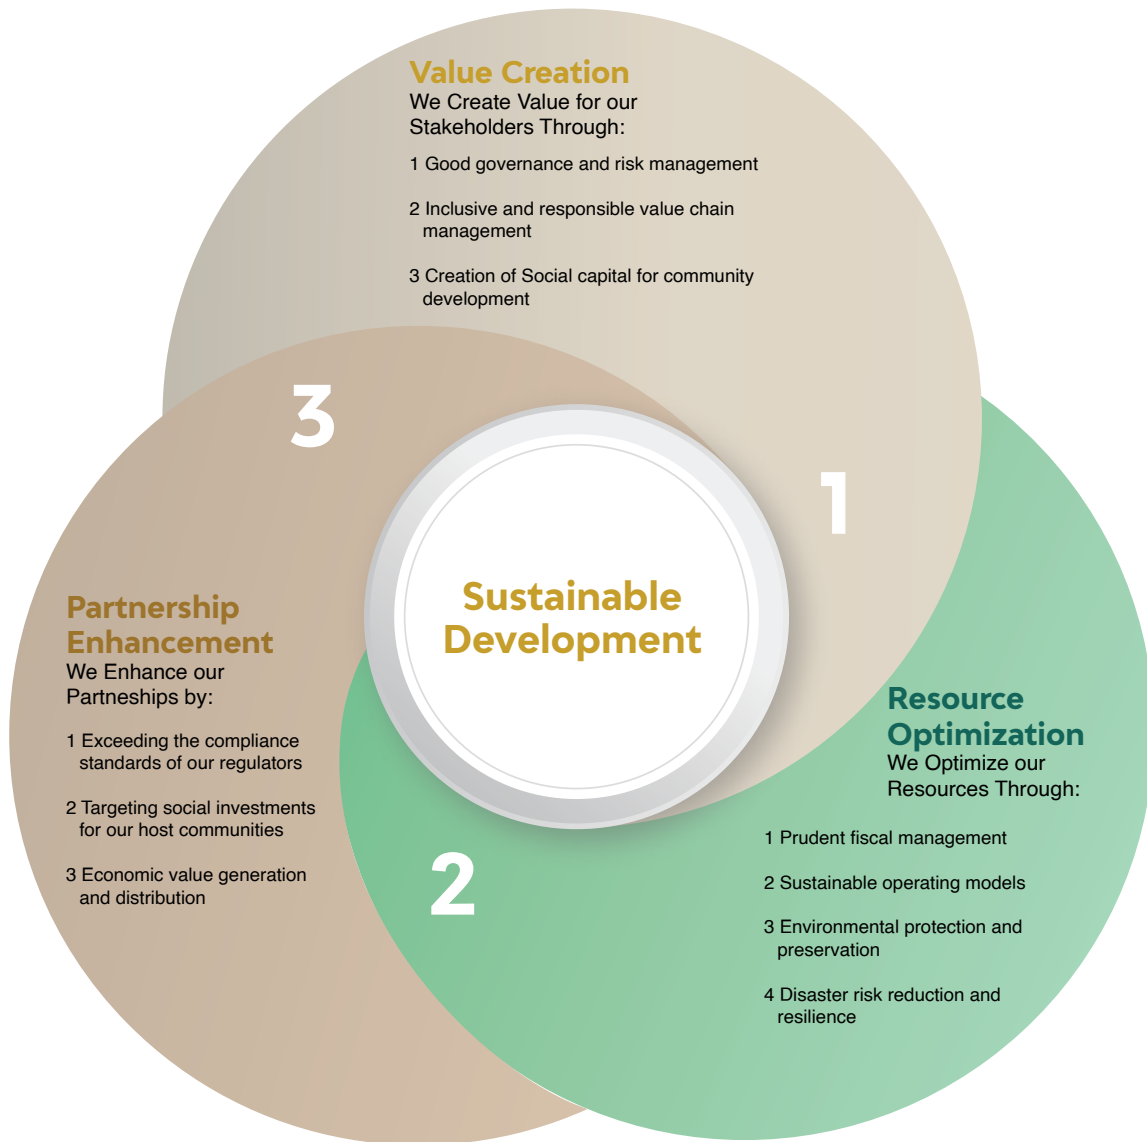 Value Creation
We Create Value for our
Stakeholders Through:
1 Good governance and risk management
2 Inclusive and responsible value chain
management
3 Creation of Social capital for community
development
3
1
Sustainable
Development
Partnership
Enhancement
We Enhance our
Partneships by:
1 Exceeding the compliance
standards of our regulators
2 Targeting social investments
for our host communities
3 Economic value generation
and distribution
2
Resource
Optimization
We Optimize our
Resources Through:
1 Prudent fiscal management
2 Sustainable operating models
3 Environmental protection and
preservation
4 Disaster risk reduction and
resilience